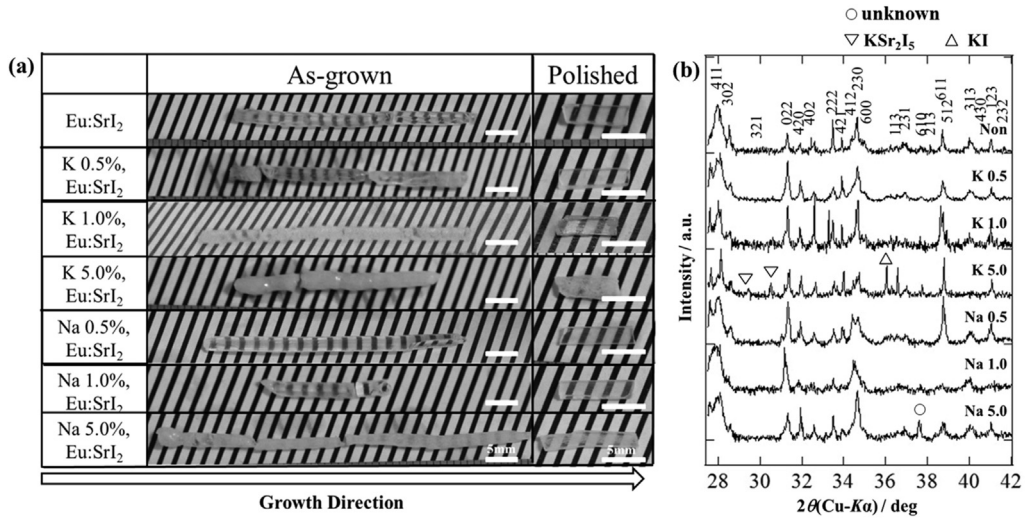 ○ unknown
▽ KSr2I5 △ KI
(a)
As-grown Polished
Eu:SrI2
K 0.5%,
Eu:SrI2
K 1.0%,
Eu:SrI2
K 5.0%,
Eu:SrI2
Na 0.5%,
Eu:SrI2
Na 1.0%,
Eu:SrI2
Na 5.0%,
Eu:SrI2
5mm 5mm
Growth Direction
(b)
411
302
321
022
420
402
222
421
412
230
600
113
231
610
213
512
611
313
430
123
232
Non
K 0.5
K 1.0
K 5.0
Na 0.5
Na 1.0
Na 5.0
Intensity / a.u.
28 30 32 34 36 38 40 42
2θ(Cu-Kα) / deg